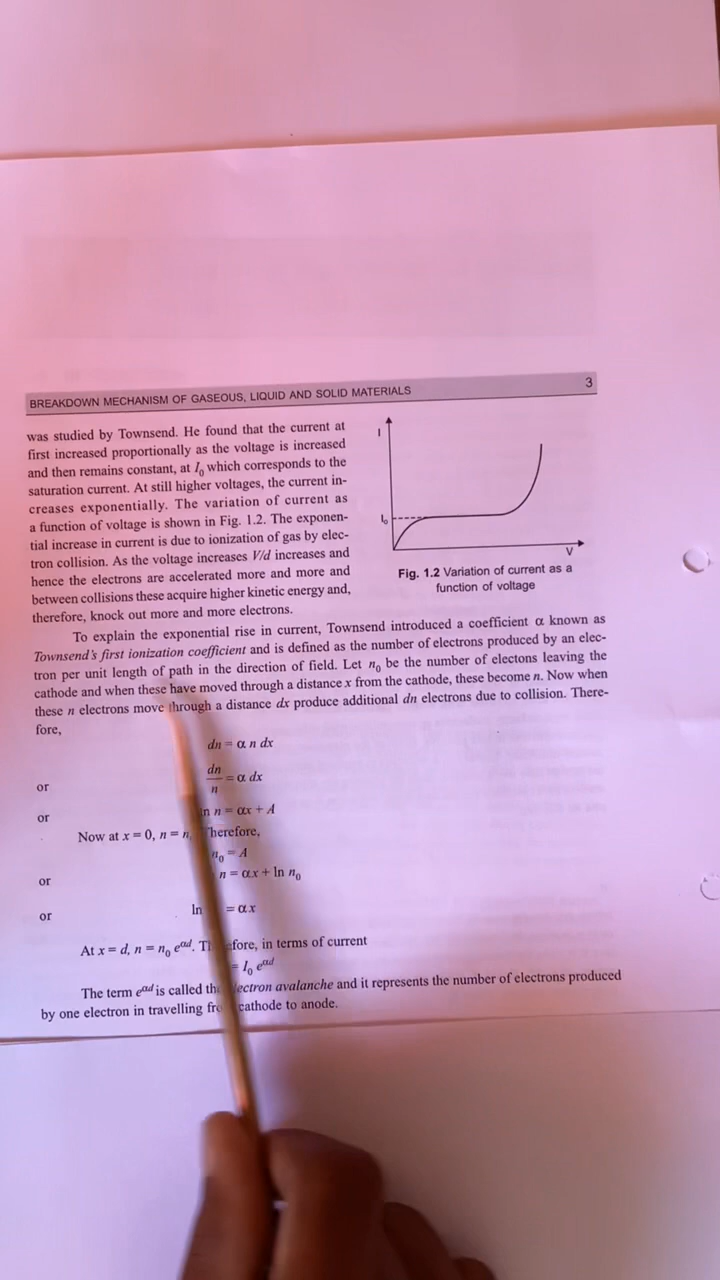 BREAKDOWN MECHANISM OF GASEOUS, LIQUID AND SOLID MATERIALS 3
was studied by Townsend. He found that the current at
first increased proportionally as the voltage is increased
and then remains constant, at I₀ which corresponds to the
saturation current. At still higher voltages, the current in-
creases exponentially. The variation of current as
a function of voltage is shown in Fig. 1.2. The exponen-
tial increase in current is due to ionization of gas by elec-
tron collision. As the voltage increases V/d increases and
hence the electrons are accelerated more and more and
between collisions these acquire higher kinetic energy and,
therefore, knock out more and more electrons.
I
I₀
V
Fig. 1.2 Variation of current as a
function of voltage
To explain the exponential rise in current, Townsend introduced a coefficient α known as
Townsend's first ionization coefficient and is defined as the number of electrons produced by an elec-
tron per unit length of path in the direction of field. Let n₀ be the number of electons leaving the
cathode and when these have moved through a distance x from the cathode, these become n. Now when
these n electrons move through a distance dx produce additional dn electrons due to collision. There-
fore,
dn = α n dx
or dn/n = α dx
or ln n = αx + A
Now at x = 0, n = n
n₀ = A
or n = αx + ln n₀
or ln = αx
At x = d, n = n₀ e^αd. in terms of current
= I₀ e^αd
The term e^αd is called electron avalanche and it represents the number of electrons produced
by one electron in travelling cathode to anode.